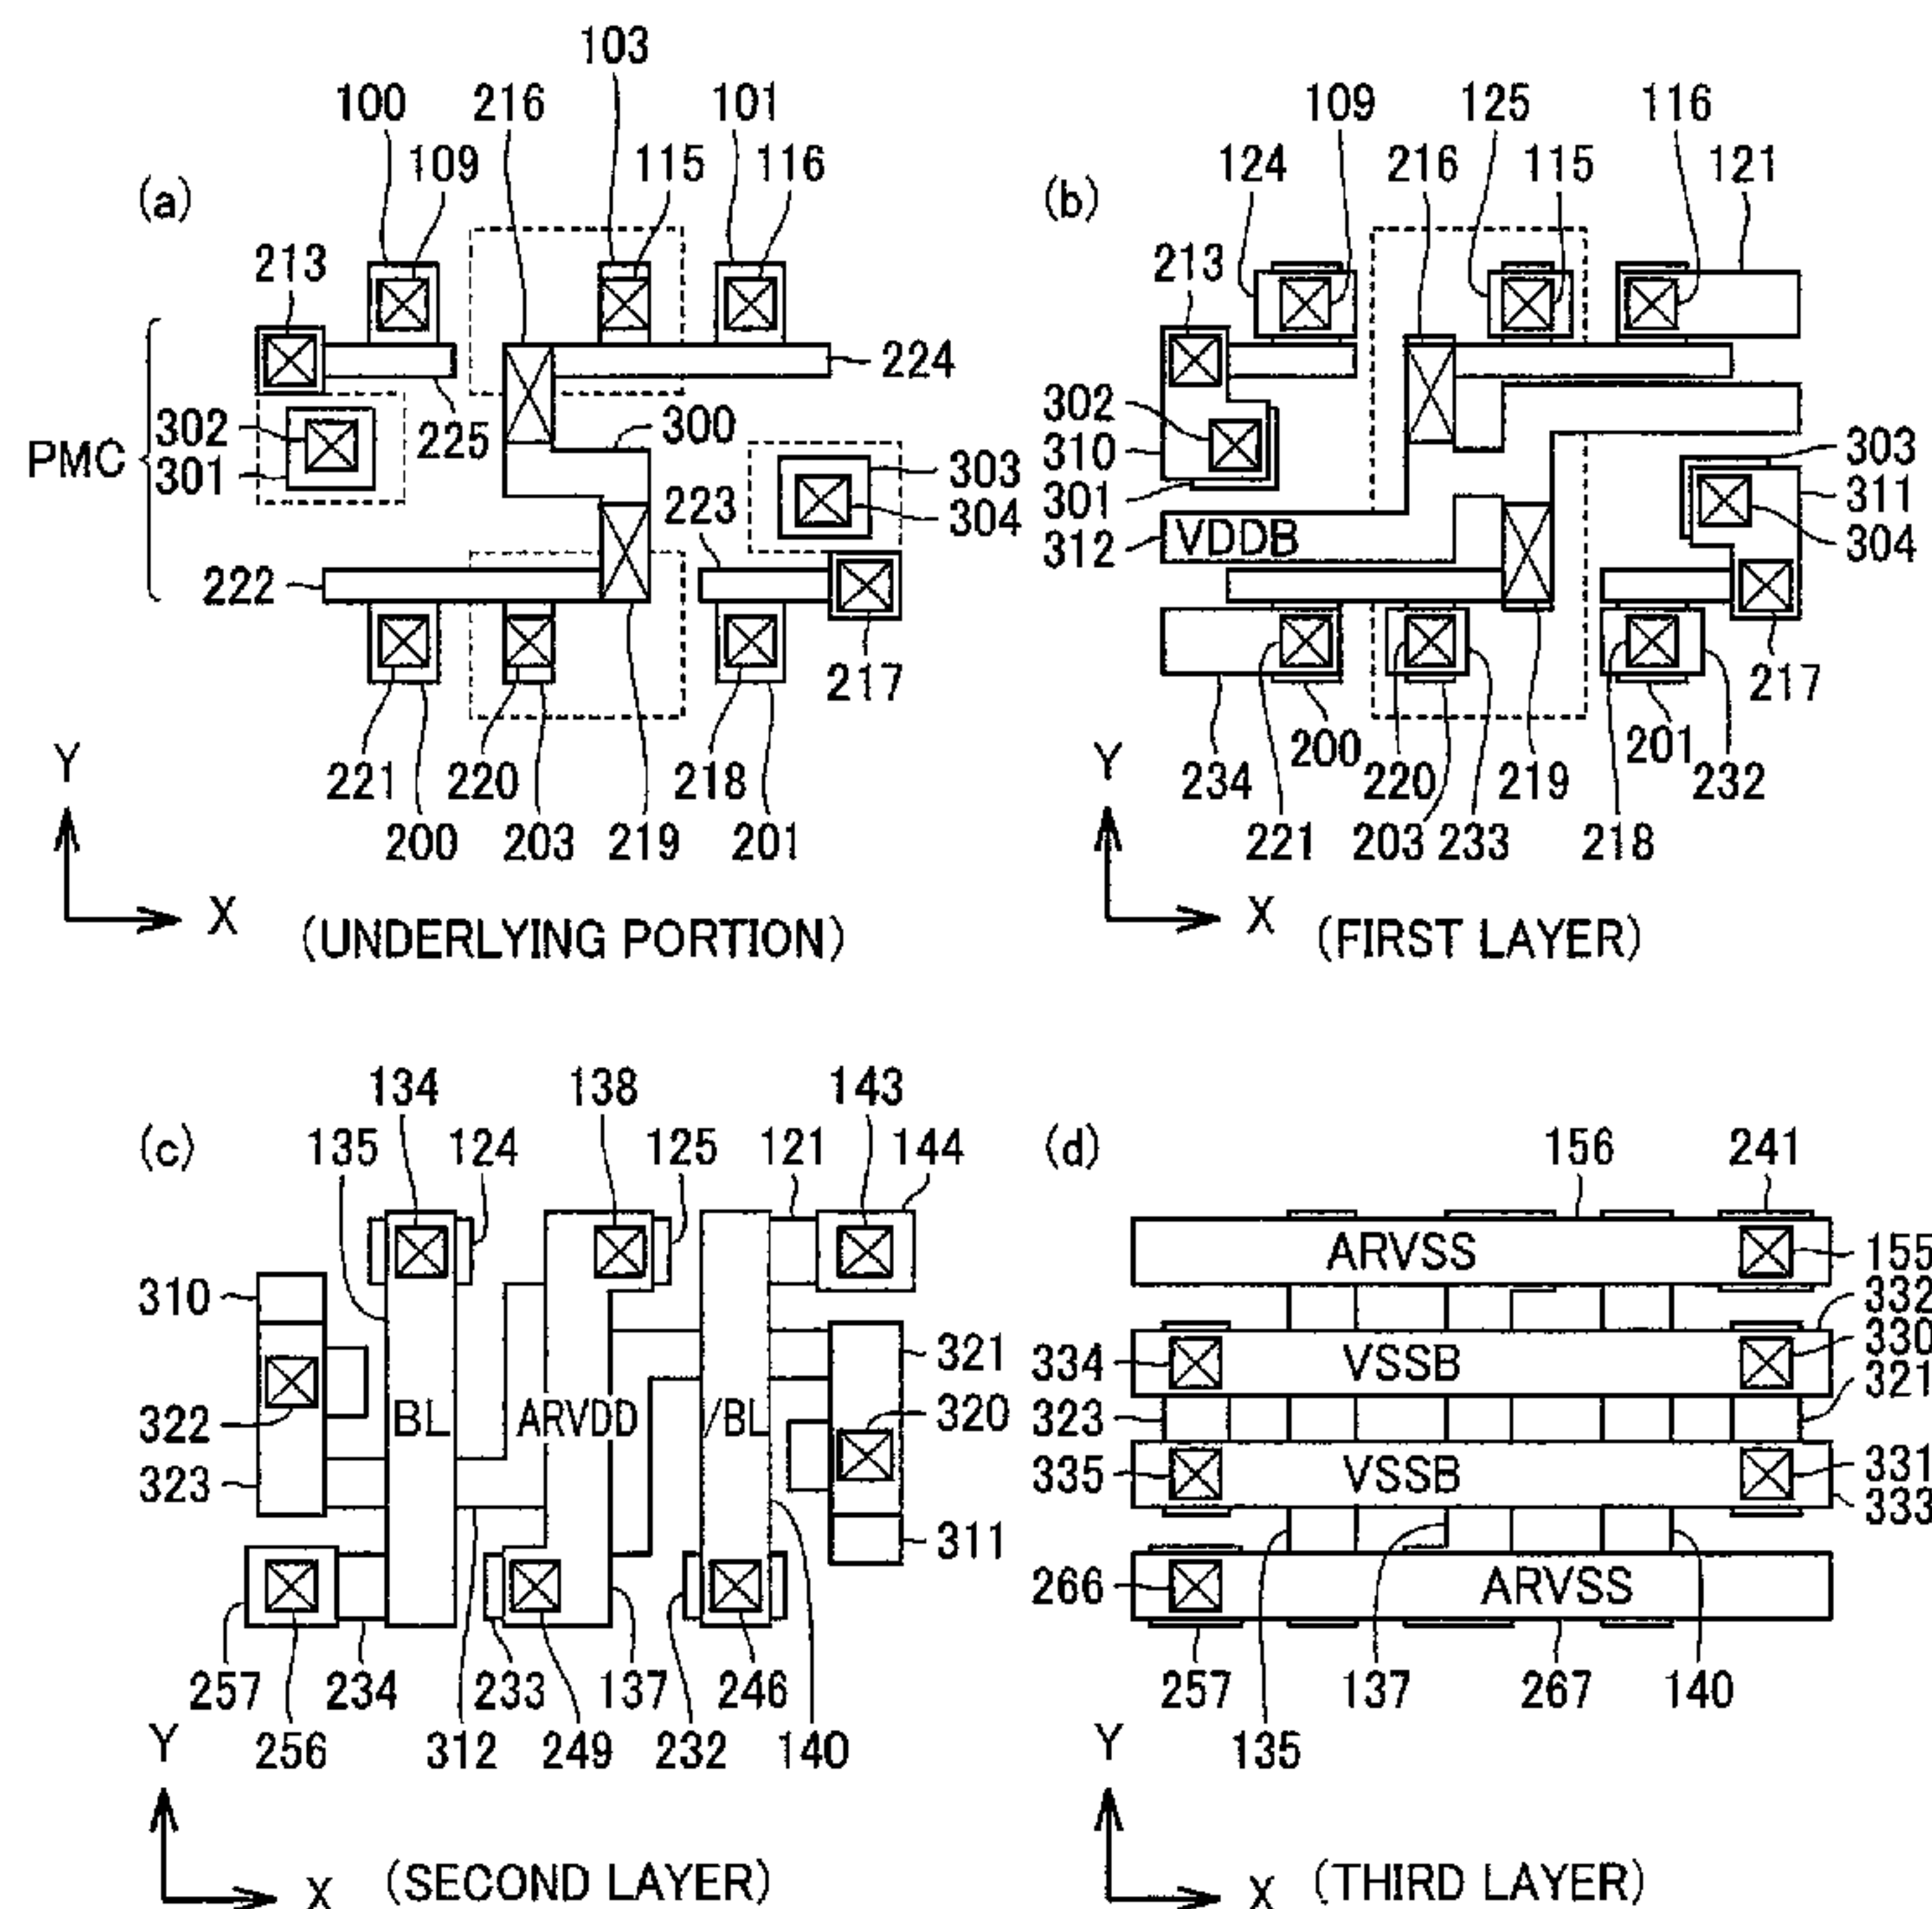 103
100 216 101
109 115 116
(a)
213
224
302
301
225
300
PMC
303
304
223
222
217
221 220 218
200 203 219 201
Y
X
(UNDERLYING PORTION)
109 125 116
124 216 115 121
(b)
213
302
310
301
312
VDDB
303
311
304
217
200 201
234 220 219 232
221 203 233 218
Y
X
(FIRST LAYER)
134 138 143
(c)
135 124 125 121 144
310
322
323
BL
ARVDD
/BL
321
320
311
257 234 233 137 246
256 312 249 232 140
Y
X
(SECOND LAYER)
(d)
156 241
ARVSS
155
332
334
VSSB
330
321
323
335
VSSB
331
333
266
ARVSS
257 137 267 140
135
Y
X
(THIRD LAYER)